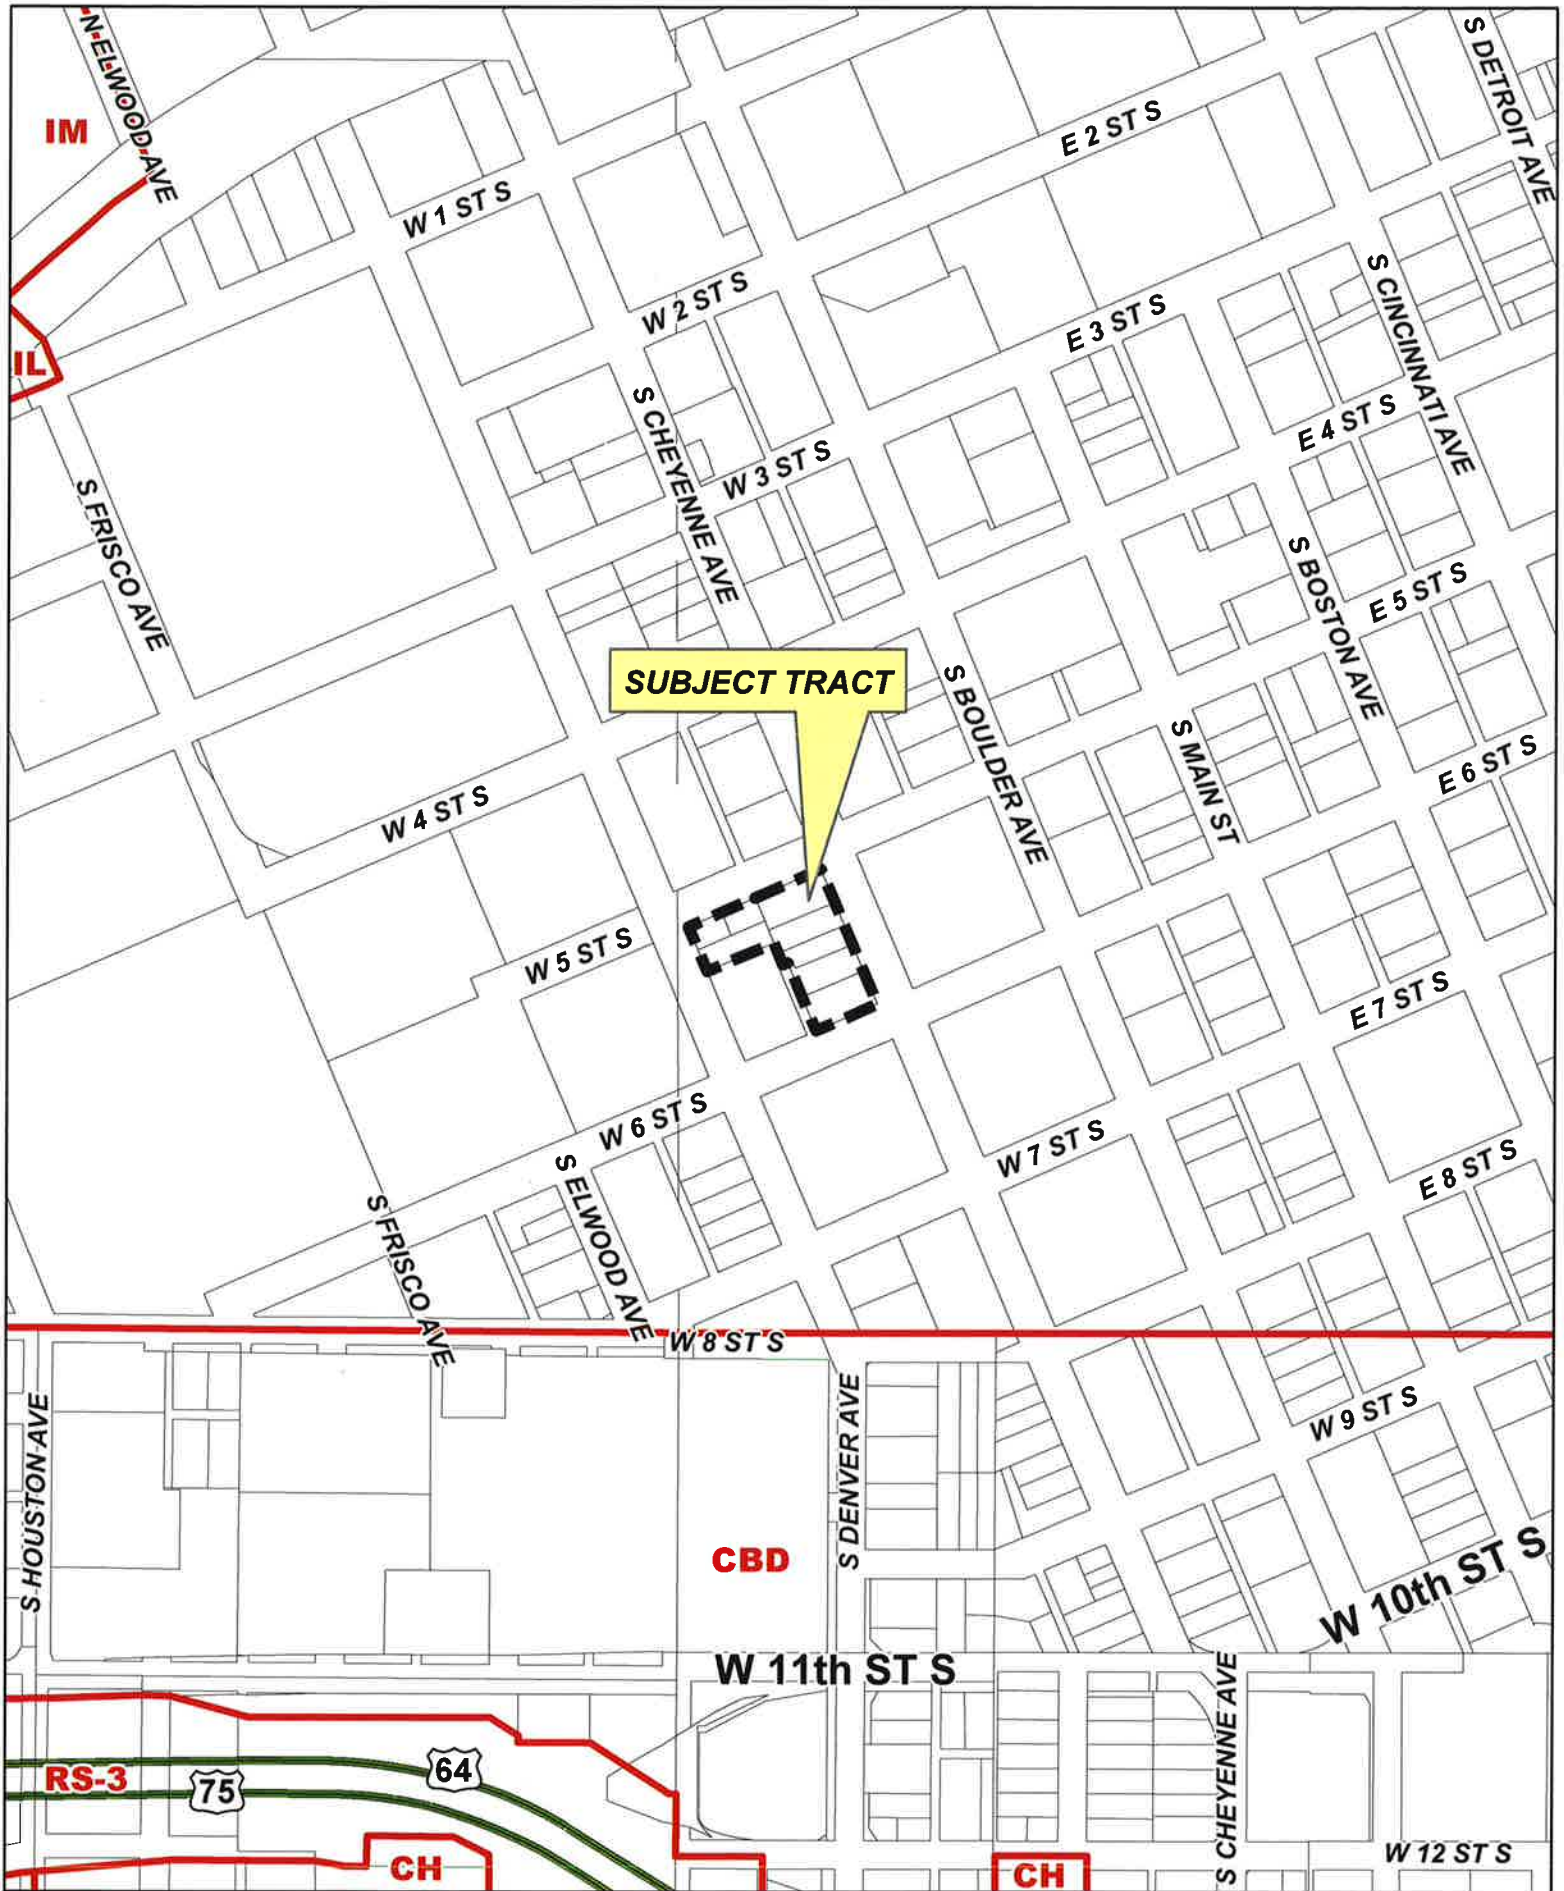 N ELWOOD AVE
S DETROIT AVE
IM
E 2 ST S
W 1 ST S
W 2 ST S
S CINCINNATI AVE
E 3 ST S
IL
S CHEYENNE AVE
E 4 ST S
W 3 ST S
S FRISCO AVE
S BOSTON AVE
E 5 ST S
SUBJECT TRACT
S BOULDER AVE
S MAIN ST
E 6 ST S
W 4 ST S
W 5 ST S
E 7 ST S
W 6 ST S
W 7 ST S
E 8 ST S
S ELWOOD AVE
S FRISCO AVE
W 8 ST S
S DENVER AVE
W 9 ST S
S HOUSTON AVE
CBD
W 10th ST S
W 11th ST S
S CHEYENNE AVE
RS-3
75
64
W 12 ST S
CH
CH